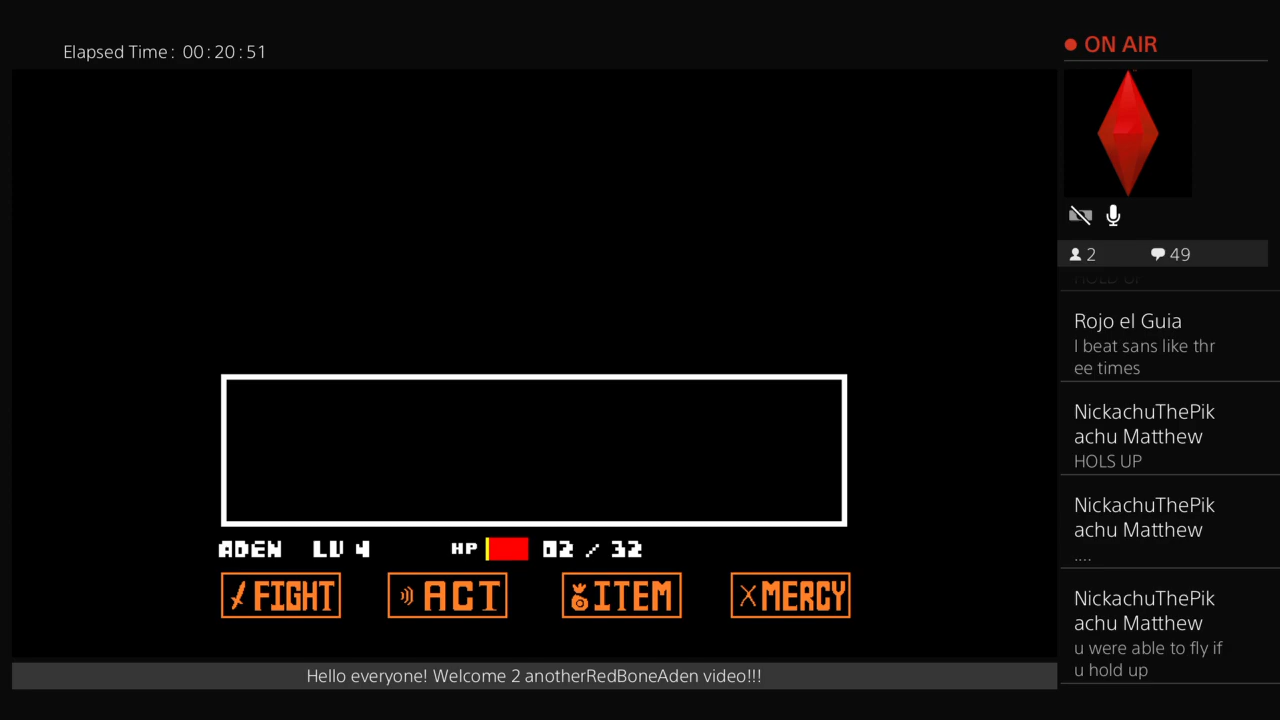 Elapsed Time: 00:20:51
ON AIR
2 49
HOLD UP
Rojo el Guia
I beat sans like thr
ee times
NickachuThePik
achu Matthew
HOLS UP
NickachuThePik
achu Matthew
....
NickachuThePik
achu Matthew
u were able to fly if
u hold up
ADEN LV 4 HP 02 / 32
FIGHT ACT ITEM MERCY
Hello everyone! Welcome 2 anotherRedBoneAden video!!!